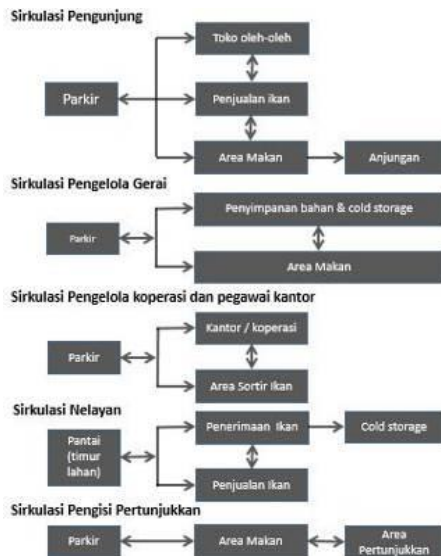 Sirkulasi Pengunjung
Toko oleh-oleh
Parkir
Penjualan ikan
Area Makan
Anjungan
Sirkulasi Pengelola Gerai
Penyimpanan bahan & cold storage
Parkir
Area Makan
Sirkulasi Pengelola koperasi dan pegawai kantor
Kantor / koperasi
Parkir
Area Sortir Ikan
Sirkulasi Nelayan
Penerimaan Ikan
Cold storage
Pantai
(timur
lahan)
Penjualan Ikan
Sirkulasi Pengisi Pertunjukkan
Parkir
Area Makan
Area
Pertunjukkan